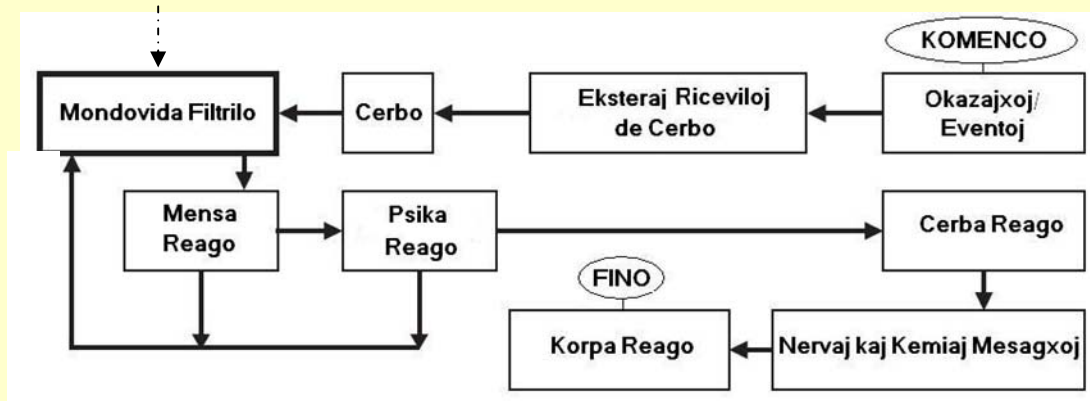 KOMENCO
Mondovida Filtrilo
Cerbo
Eksteraj Riceviloj
de Cerbo
Okazajxoj/
Eventoj
Mensa
Reago
Psika
Reago
Cerba Reago
FINO
Korpa Reago
Nervaj kaj Kemiaj Mesagxoj